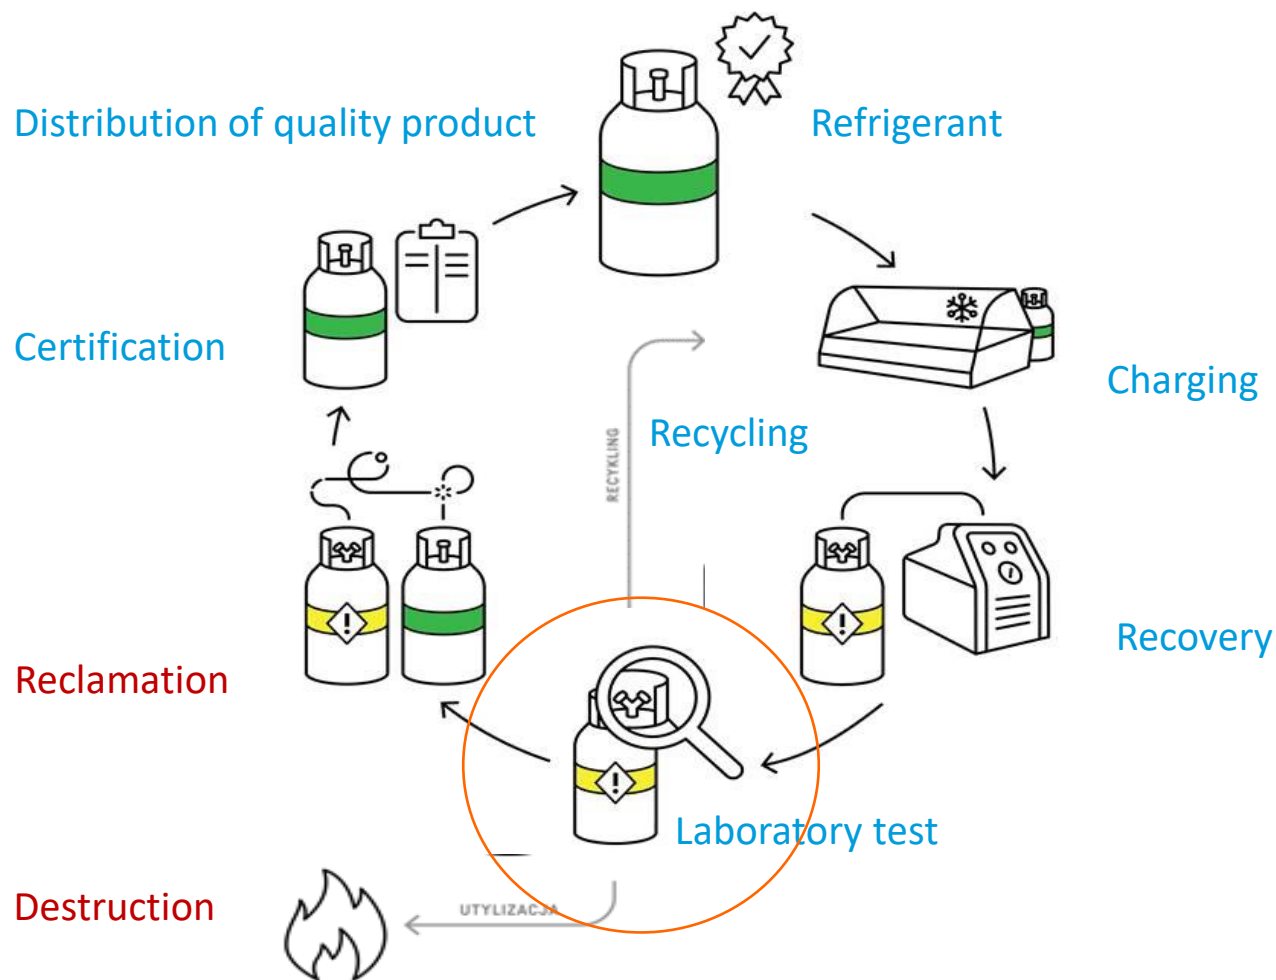 Distribution of quality product
Refrigerant
Certification
Charging
Recycling
RECYKLING
Recovery
Reclamation
Laboratory test
Destruction
UTYLIZACJA